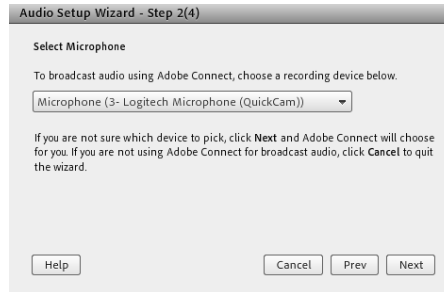 Audio Setup Wizard - Step 2(4)
Select Microphone
To broadcast audio using Adobe Connect, choose a recording device below.
Microphone (3- Logitech Microphone (QuickCam))
If you are not sure which device to pick, click Next and Adobe Connect will choose
for you. If you are not using Adobe Connect for broadcast audio, click Cancel to quit
the wizard.
Help Cancel Prev Next